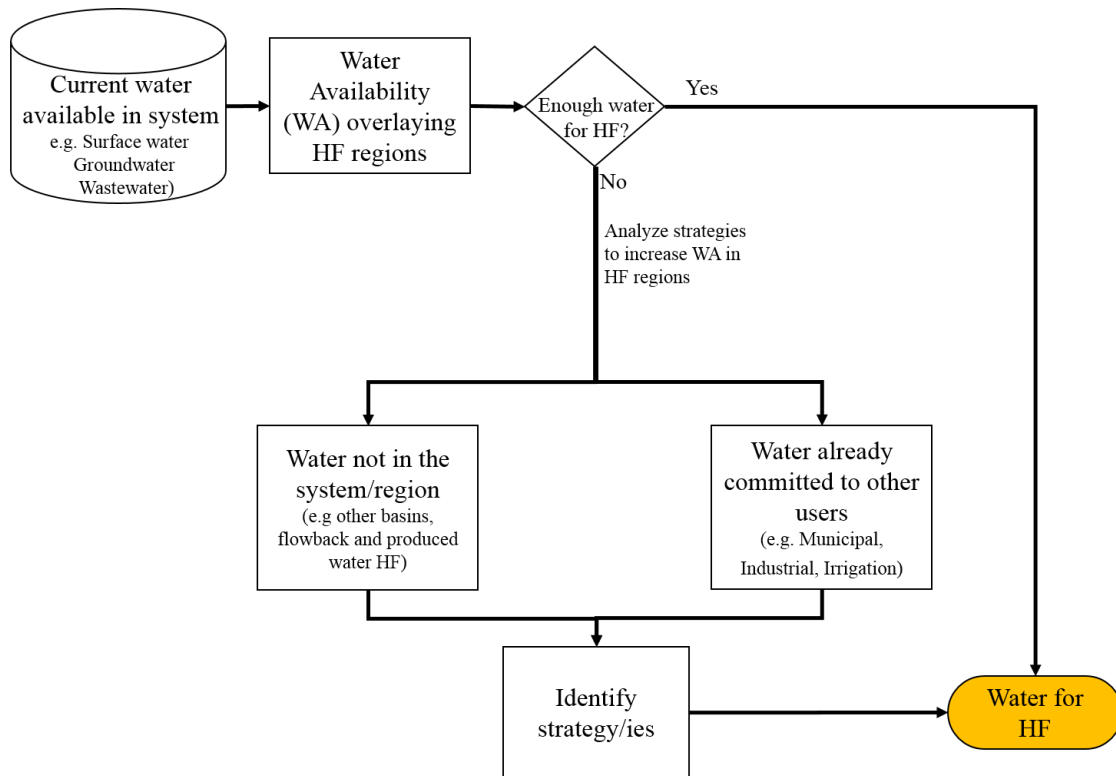 Current water
available in system
e.g. Surface water
Groundwater
Wastewater)
Water
Availability
(WA) overlaying
HF regions
Enough water
for HF?
Yes
No
Analyze strategies
to increase WA in
HF regions
Water not in the
system/region
(e.g other basins,
flowback and produced
water HF)
Water already
committed to other
users
(e.g. Municipal,
Industrial, Irrigation)
Identify
strategy/ies
Water for
HF